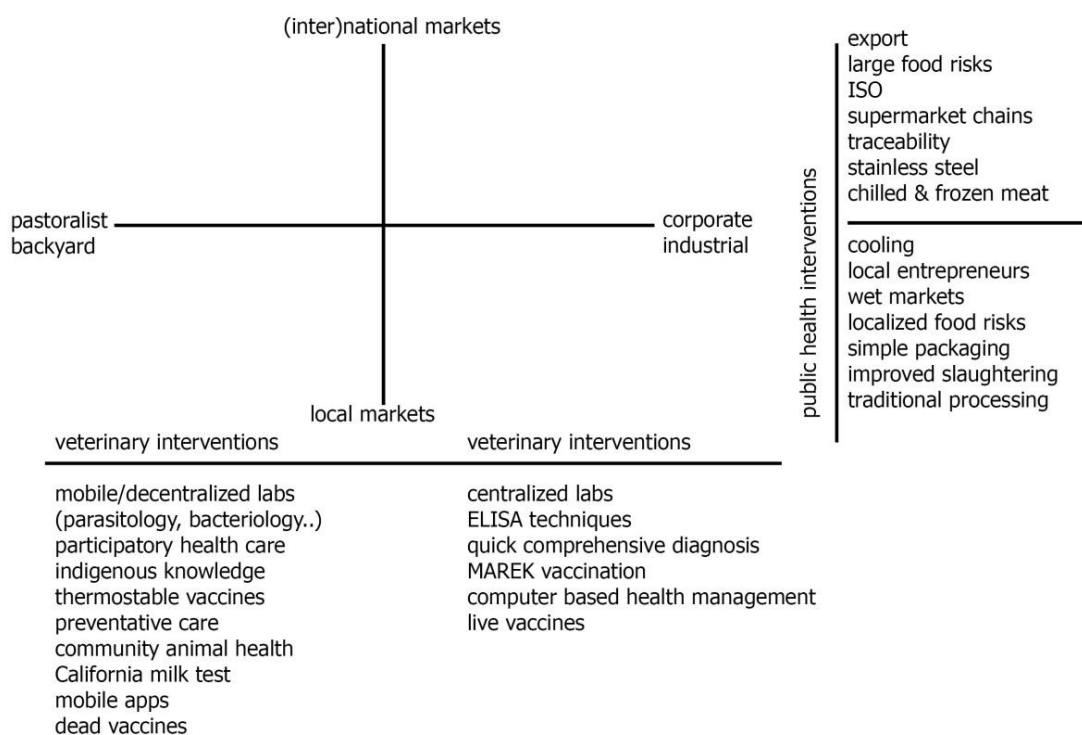 (inter)national markets
pastoralist
backyard
corporate
industrial
local markets
public health interventions
export
large food risks
ISO
supermarket chains
traceability
stainless steel
chilled & frozen meat
cooling
local entrepreneurs
wet markets
localized food risks
simple packaging
improved slaughtering
traditional processing
veterinary interventions
mobile/decentralized labs
(parasitology, bacteriology..)
participatory health care
indigenous knowledge
thermostable vaccines
preventative care
community animal health
California milk test
mobile apps
dead vaccines
veterinary interventions
centralized labs
ELISA techniques
quick comprehensive diagnosis
MAREK vaccination
computer based health management
live vaccines